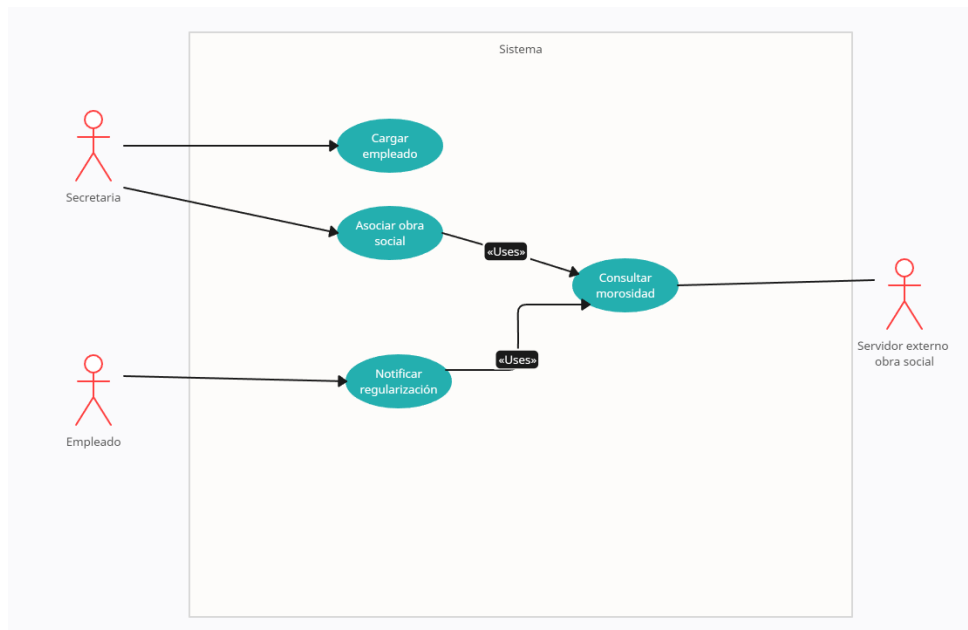 Sistema
Cargar
empleado
Secretaria
Asociar obra
social
«Uses»
Consultar
morosidad
Servidor externo
obra social
«Uses»
Notificar
regularización
Empleado